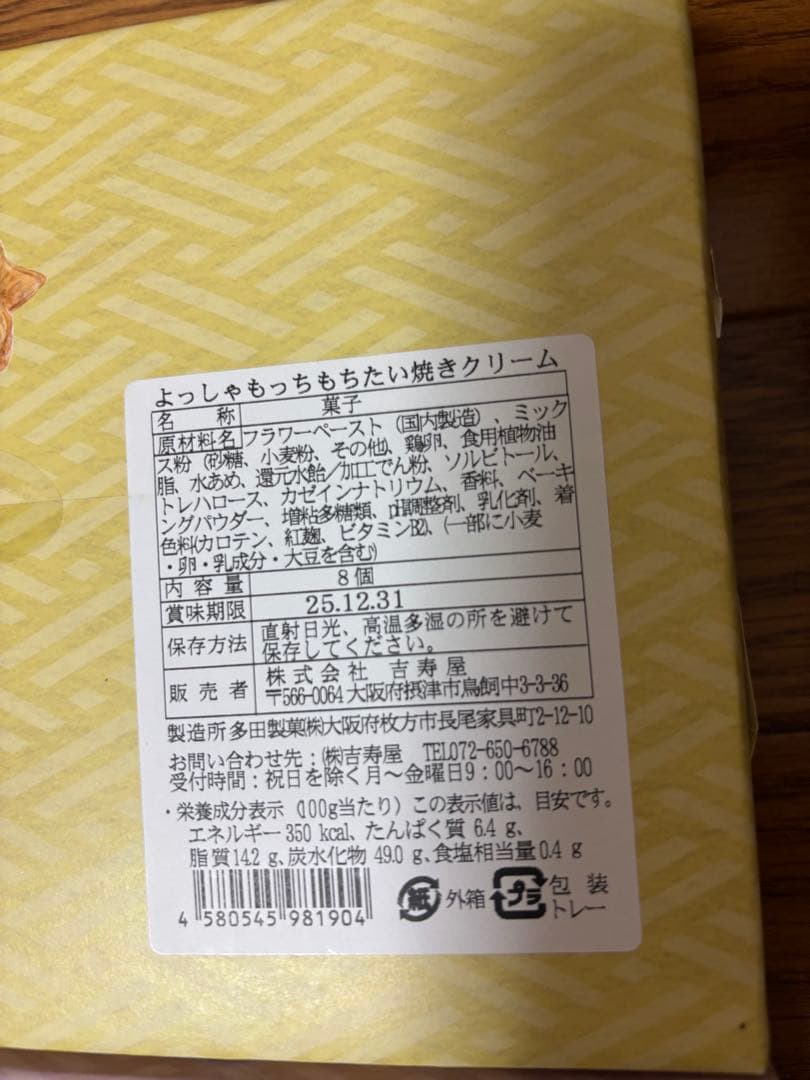 よっしゃもっちもちたい焼きクリーム
名称 菓子
原材料名 フラワーペースト（国内製造）、ミック
ス粉（砂糖、小麦粉、その他）、鶏卵、食用植物油
脂、水あめ、還元水飴／加工でん粉、ソルビトール、
トレハロース、カゼインナトリウム、香料、ベーキ
ングパウダー、増粘多糖類、pH調整剤、乳化剤、着
色料(カロテン、紅麹、ビタミンB2)、(一部に小麦
・卵・乳成分・大豆を含む)
内容量 8個
賞味期限 25.12.31
保存方法 直射日光、高温多湿の所を避けて
保存してください。
販売者 株式会社 吉寿屋
〒566-0064 大阪府摂津市鳥飼中3-3-36
製造所 多田製菓㈱大阪府枚方市長尾家具町2-12-10
お問い合わせ先：㈱吉寿屋 TEL072-650-6788
受付時間：祝日を除く月～金曜日9：00～16：00
・栄養成分表示（100g当たり）この表示値は、目安です。
エネルギー350 kcal、たんぱく質 6.4 g、
脂質14.2 g、炭水化物 49.0 g、食塩相当量0.4 g
4 580545 981904
紙 外箱 プラ 包装
トレー